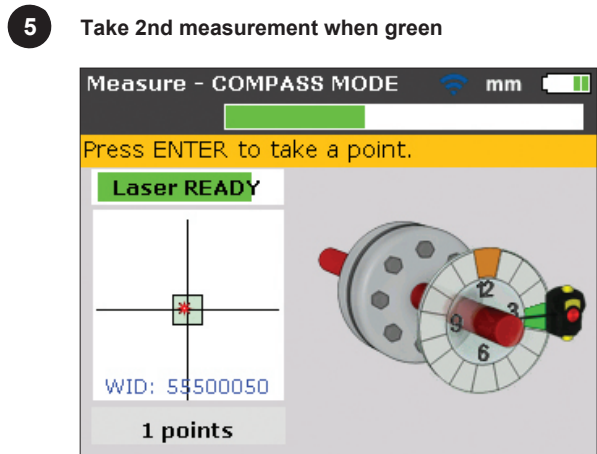 5 Take 2nd measurement when green
Measure - COMPASS MODE mm
Press ENTER to take a point.
Laser READY
12
3
9
6
WID: 55500050
1 points